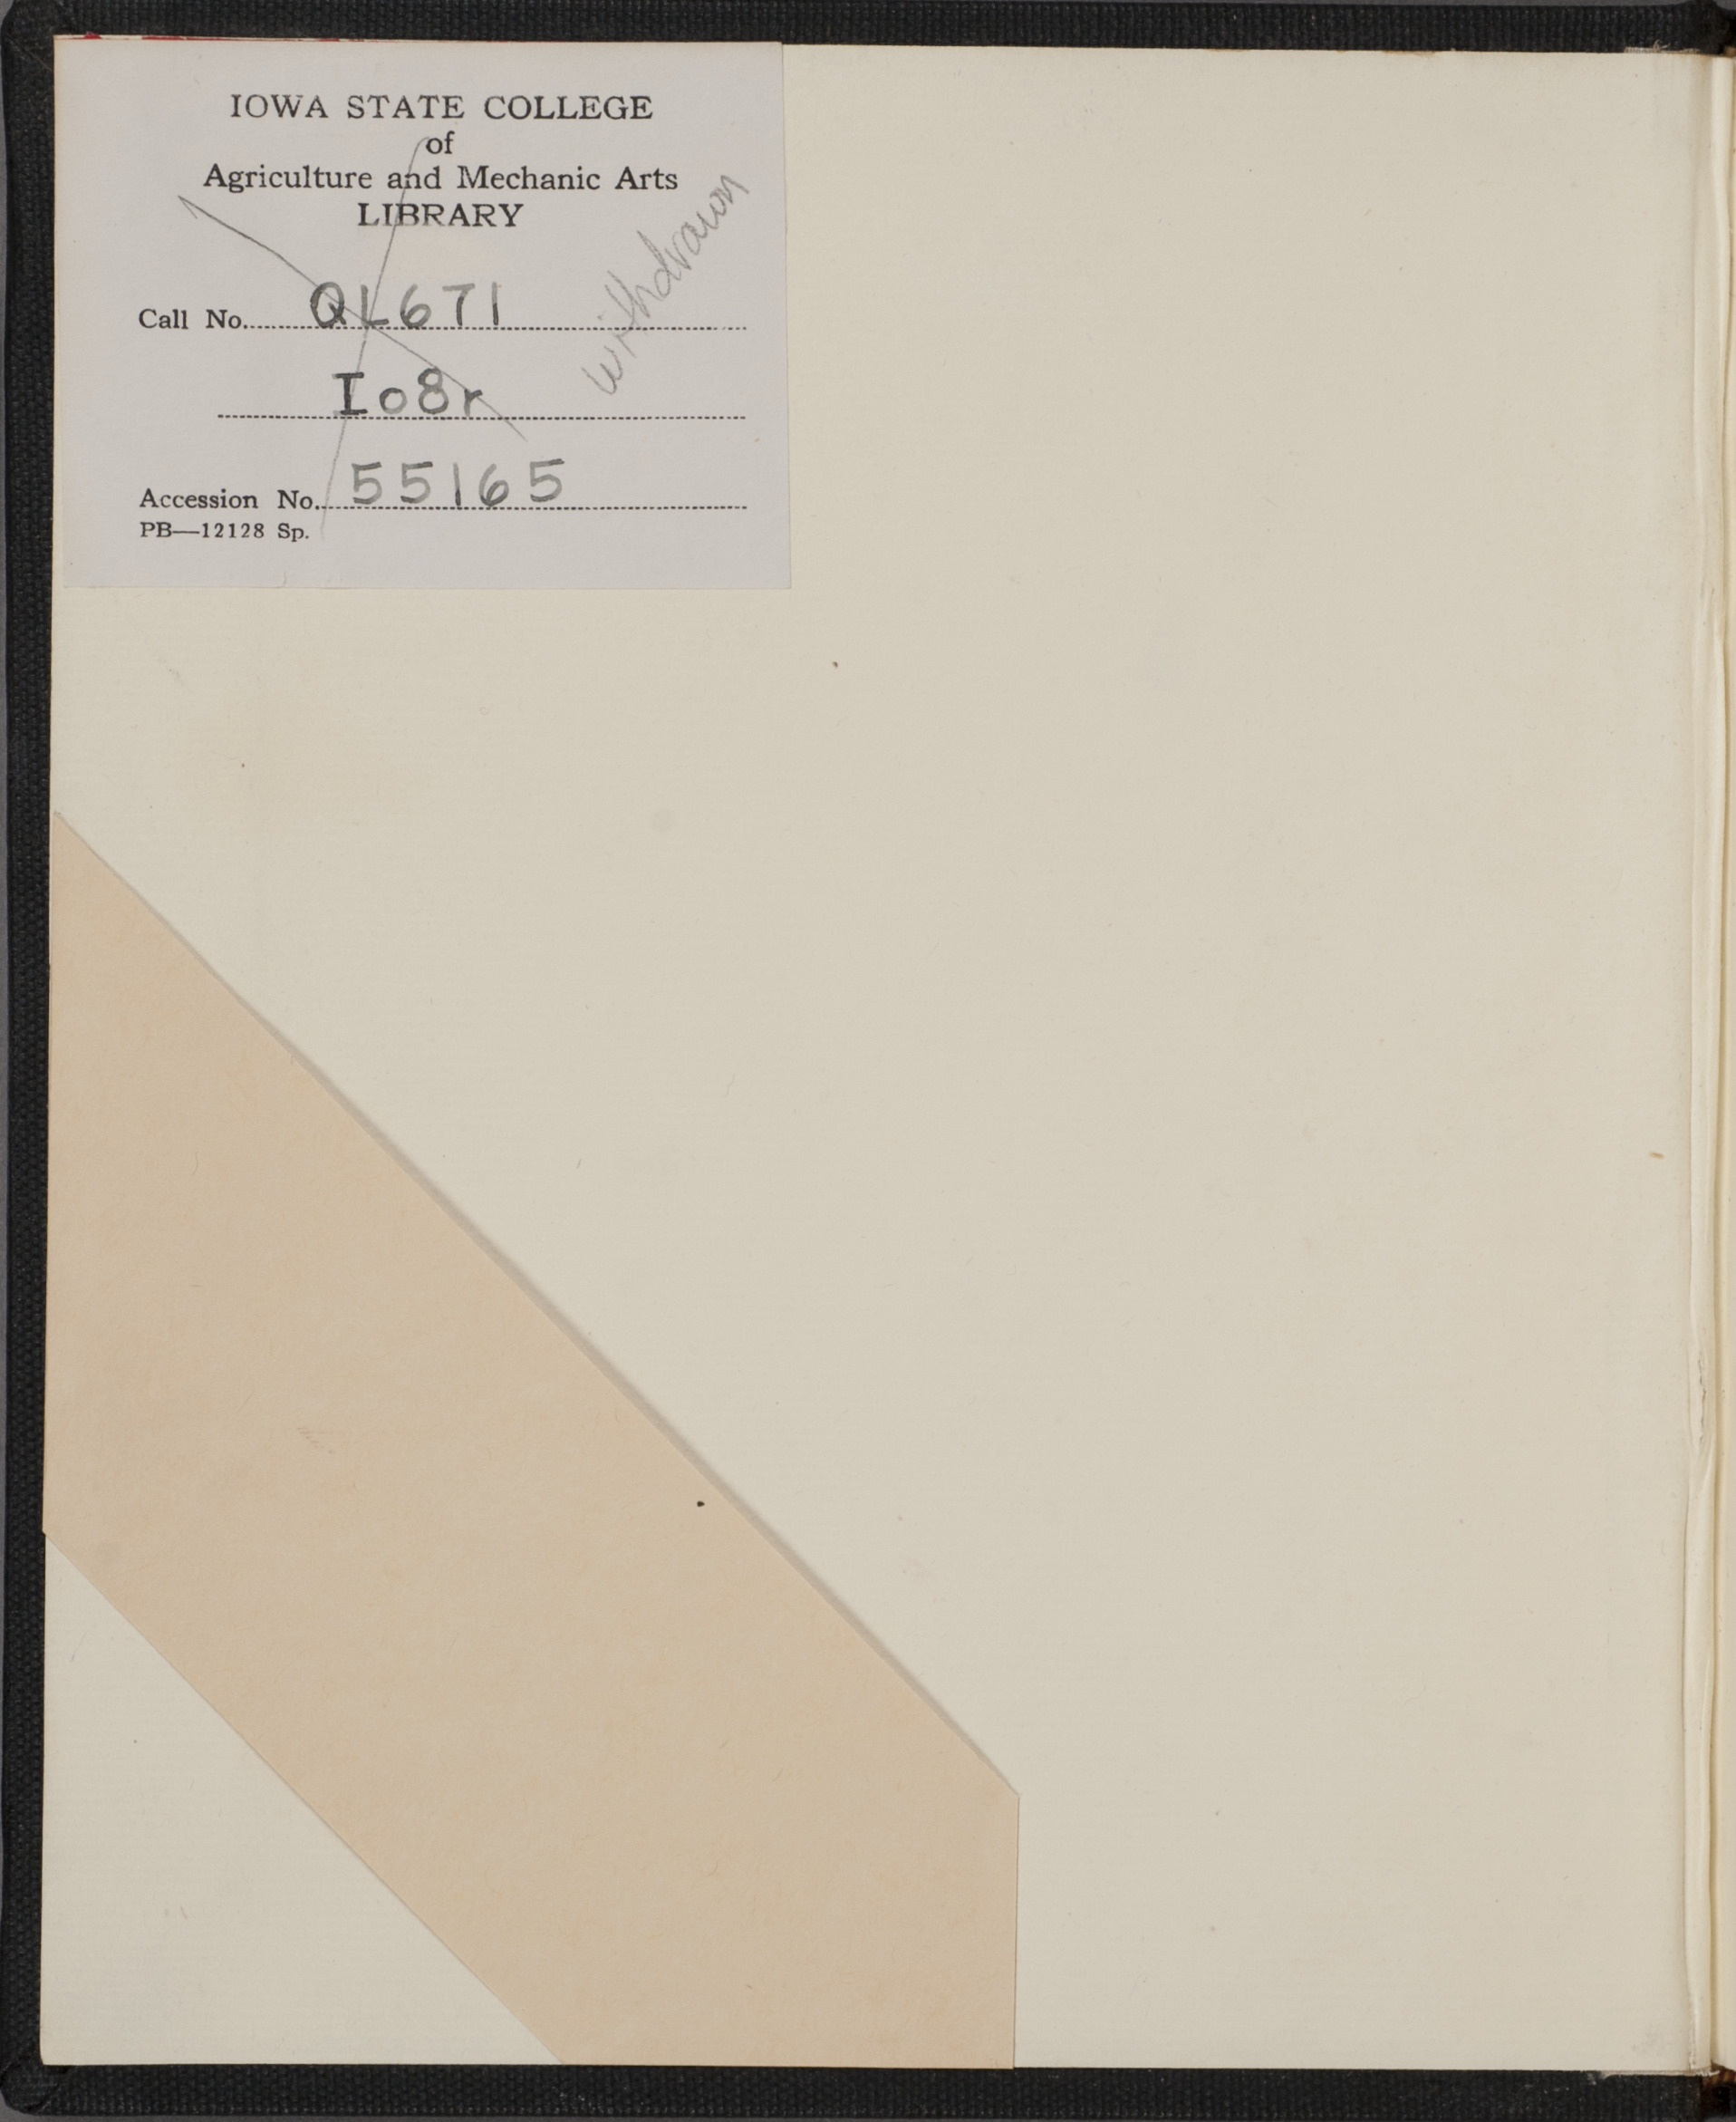 IOWA STATE COLLEGE
of
Agriculture and Mechanic Arts
LIBRARY
withdrawn
Call No. QL671
Io8r
Accession No. 55165
PB—12128 Sp.